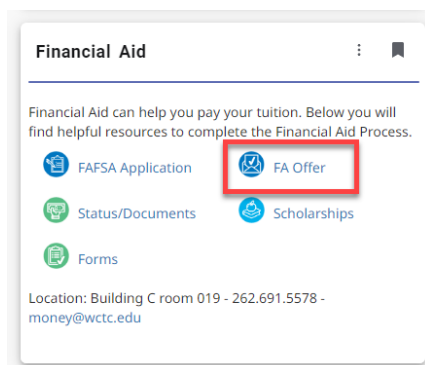 Financial Aid
Financial Aid can help you pay your tuition. Below you will
find helpful resources to complete the Financial Aid Process.
FAFSA Application
FA Offer
Status/Documents
Scholarships
Forms
Location: Building C room 019 - 262.691.5578 -
money@wctc.edu